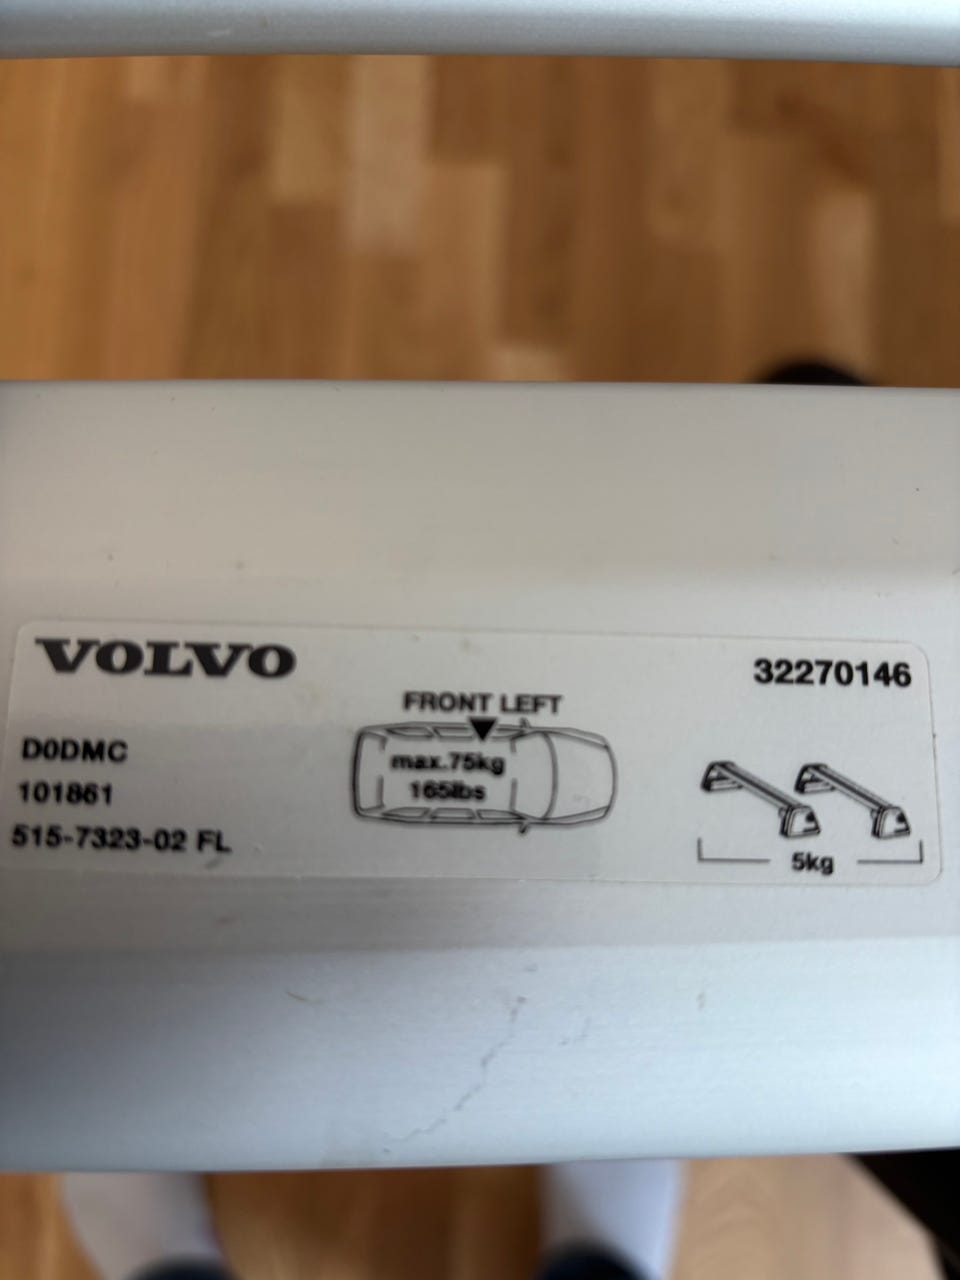 VOLVO
32270146
FRONT LEFT
D0DMC
max.75kg
101861
165lbs
515-7323-02 FL
5kg